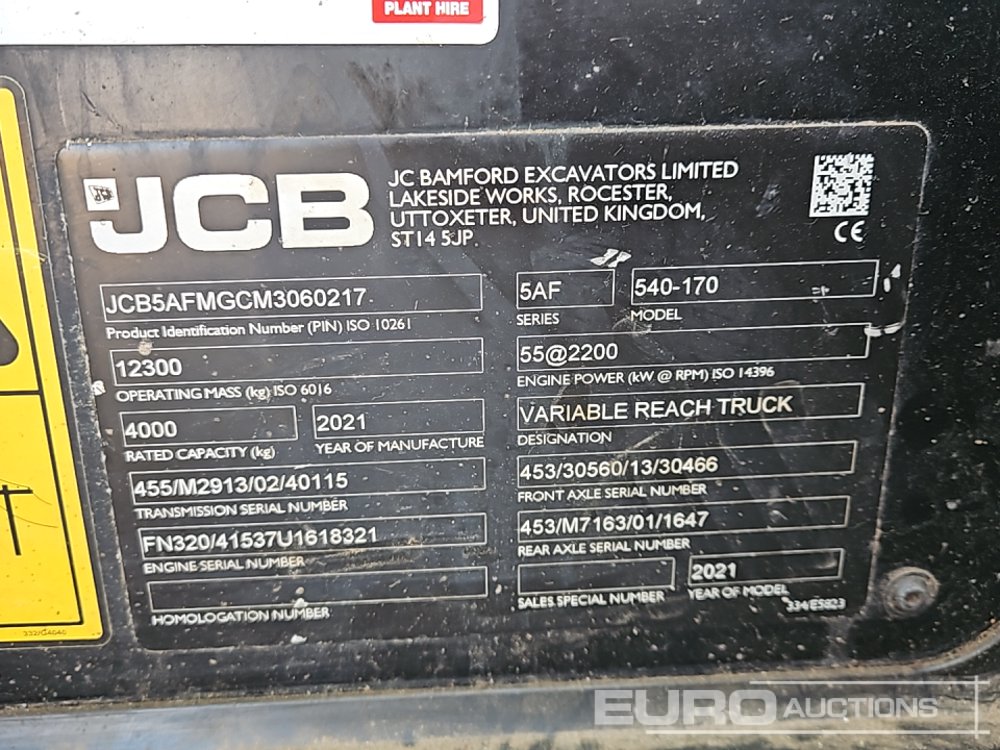 PLANT HIRE
JCB
JC BAMFORD EXCAVATORS LIMITED
LAKESIDE WORKS, ROCESTER,
UTTOXETER, UNITED KINGDOM,
ST14 5JP
CE
JCB5AFMGCM3060217
Product Identification Number (PIN) ISO 10261
5AF
SERIES
540-170
MODEL
12300
OPERATING MASS (kg) ISO 6016
55@2200
ENGINE POWER (kW @ RPM) ISO 14396
4000
RATED CAPACITY (kg)
2021
YEAR OF MANUFACTURE
VARIABLE REACH TRUCK
DESIGNATION
455/M2913/02/40115
TRANSMISSION SERIAL NUMBER
453/30560/13/30466
FRONT AXLE SERIAL NUMBER
FN320/41537U1618321
ENGINE SERIAL NUMBER
453/M7163/01/1647
REAR AXLE SERIAL NUMBER
HOMOLOGATION NUMBER
SALES SPECIAL NUMBER
2021
YEAR OF MODEL
334/E5823
332/G4040
EURO AUCTIONS